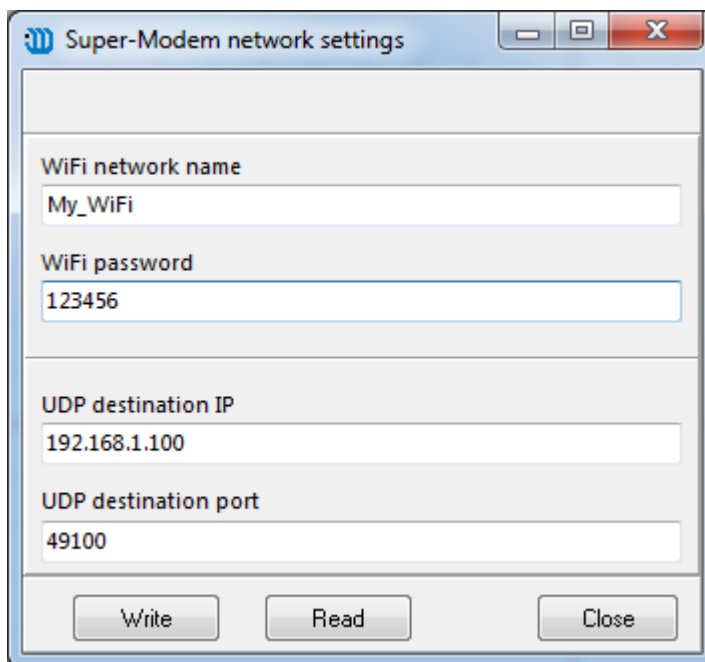 Super-Modem network settings
WiFi network name
My_WiFi
WiFi password
123456
UDP destination IP
192.168.1.100
UDP destination port
49100
Write Read Close